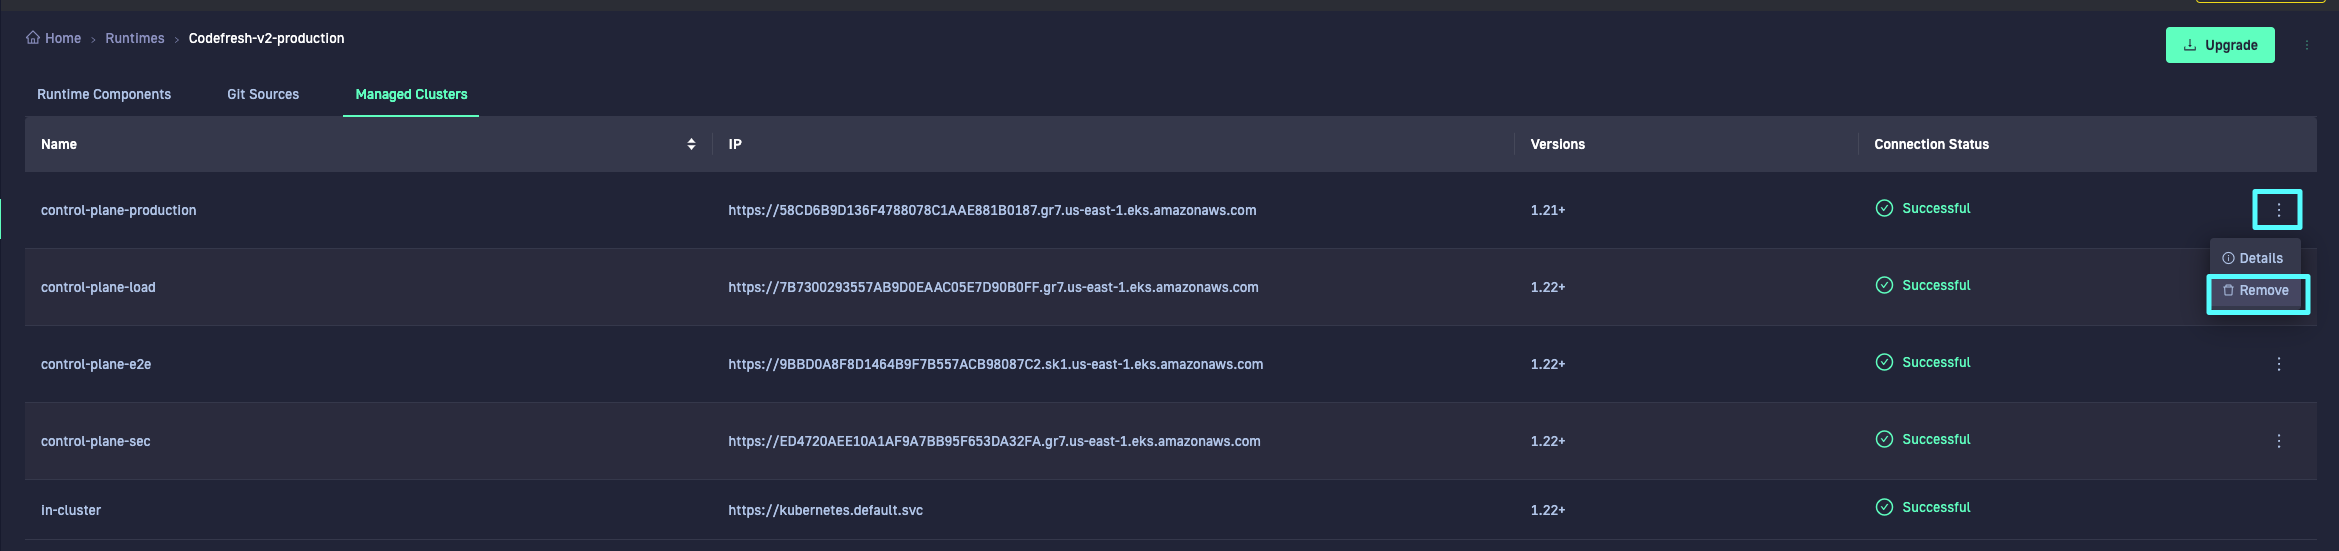 Home › Runtimes › Codefresh-v2-production
Upgrade
Runtime Components Git Sources Managed Clusters
Name IP Versions Connection Status
control-plane-production https://58CD6B9D136F4788078C1AAE881B0187.gr7.us-east-1.eks.amazonaws.com 1.21+ Successful
Details
control-plane-load https://7B7300293557AB9D0EAAC05E7D90B0FF.gr7.us-east-1.eks.amazonaws.com 1.22+ Successful
Remove
control-plane-e2e https://9BBD0A8F8D1464B9F7B557ACB98087C2.sk1.us-east-1.eks.amazonaws.com 1.22+ Successful
control-plane-sec https://ED4720AEE10A1AF9A7BB95F653DA32FA.gr7.us-east-1.eks.amazonaws.com 1.22+ Successful
in-cluster https://kubernetes.default.svc 1.22+ Successful